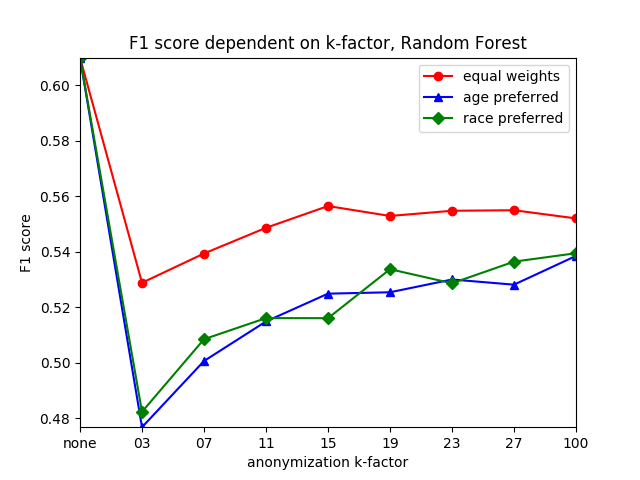 F1 score dependent on k-factor, Random Forest
equal weights
age preferred
race preferred
F1 score
0.60
0.58
0.56
0.54
0.52
0.50
0.48
none 03 07 11 15 19 23 27 100
anonymization k-factor